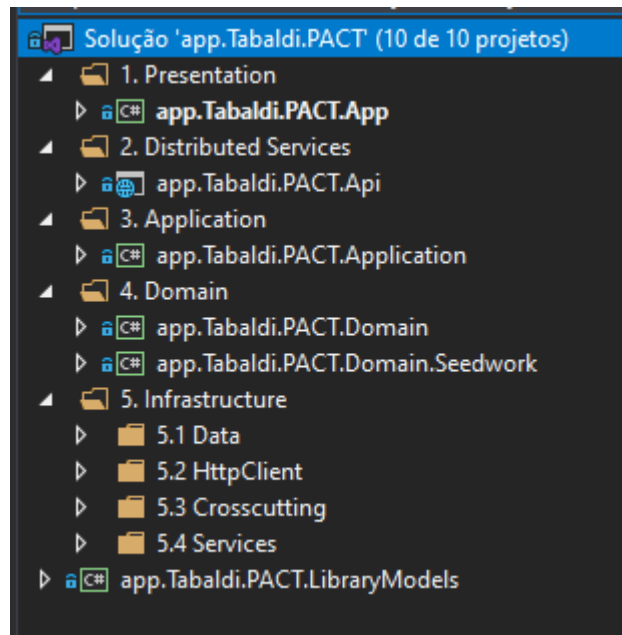 Solução 'app.Tabaldi.PACT' (10 de 10 projetos)
1. Presentation
C# app.Tabaldi.PACT.App
2. Distributed Services
app.Tabaldi.PACT.Api
3. Application
C# app.Tabaldi.PACT.Application
4. Domain
C# app.Tabaldi.PACT.Domain
C# app.Tabaldi.PACT.Domain.Seedwork
5. Infrastructure
5.1 Data
5.2 HttpClient
5.3 Crosscutting
5.4 Services
C# app.Tabaldi.PACT.LibraryModels